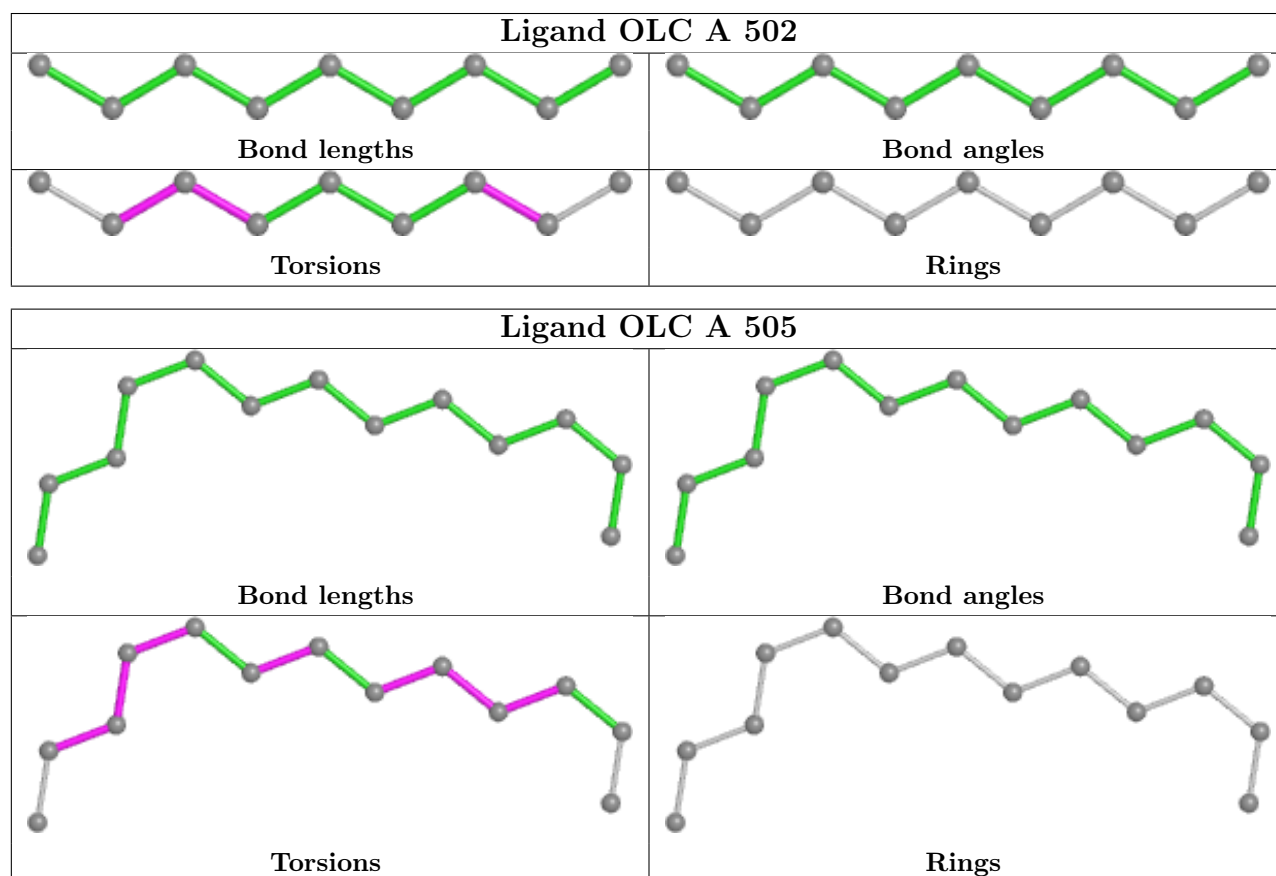 Ligand OLC A 502
Bond lengths
Bond angles
Torsions
Rings
Ligand OLC A 505
Bond lengths
Bond angles
Torsions
Rings